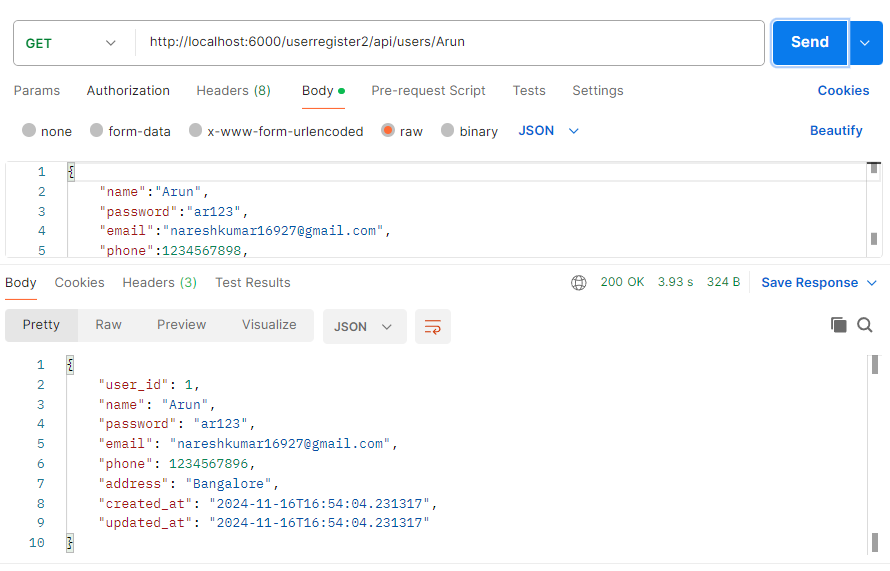 GET http://localhost:6000/userregister2/api/users/Arun Send
Params Authorization Headers (8) Body Pre-request Script Tests Settings Cookies
none form-data x-www-form-urlencoded raw binary JSON Beautify
1 {
2 "name":"Arun",
3 "password":"ar123",
4 "email":"nareshkumar16927@gmail.com",
5 "phone":1234567898,
Body Cookies Headers (3) Test Results 200 OK 3.93 s 324 B Save Response
Pretty Raw Preview Visualize JSON
1 {
2 "user_id": 1,
3 "name": "Arun",
4 "password": "ar123",
5 "email": "nareshkumar16927@gmail.com",
6 "phone": 1234567896,
7 "address": "Bangalore",
8 "created_at": "2024-11-16T16:54:04.231317",
9 "updated_at": "2024-11-16T16:54:04.231317"
10 }